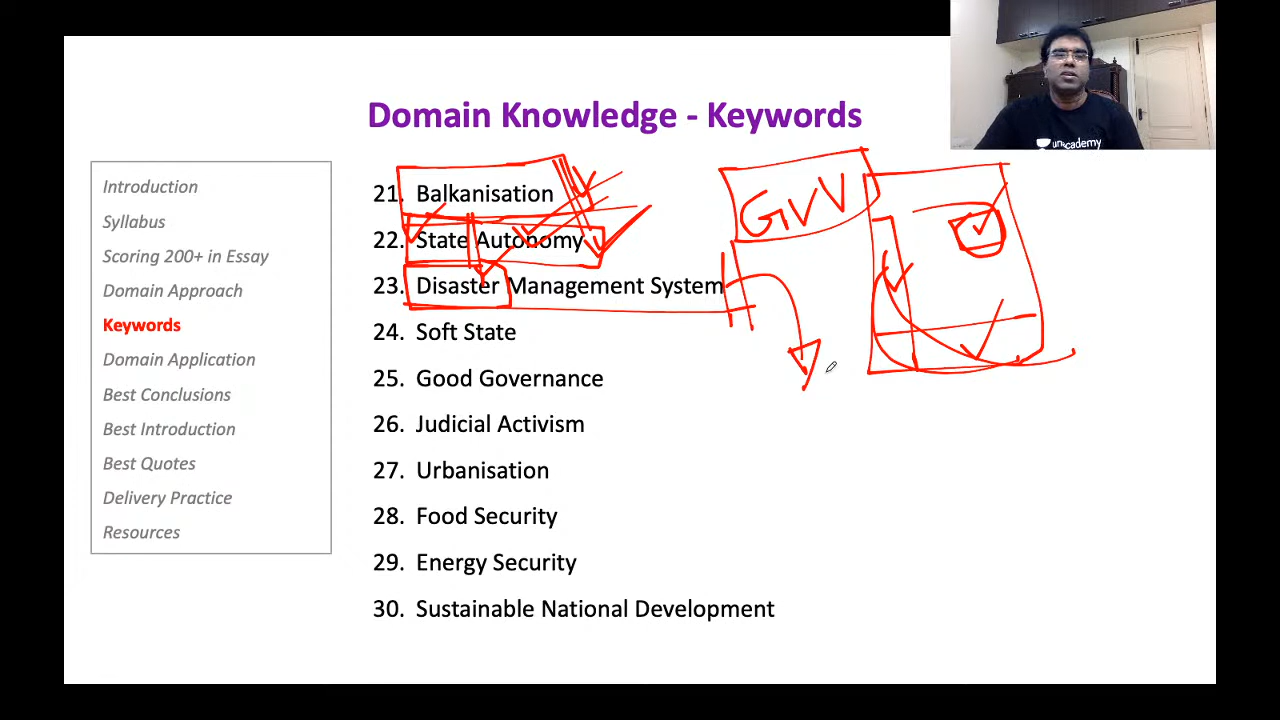 Domain Knowledge - Keywords
unacademy
Introduction
Syllabus
Scoring 200+ in Essay
Domain Approach
Keywords
Domain Application
Best Conclusions
Best Introduction
Best Quotes
Delivery Practice
Resources
21. Balkanisation
22. State Autonomy
23. Disaster Management System
24. Soft State
25. Good Governance
26. Judicial Activism
27. Urbanisation
28. Food Security
29. Energy Security
30. Sustainable National Development
GVV